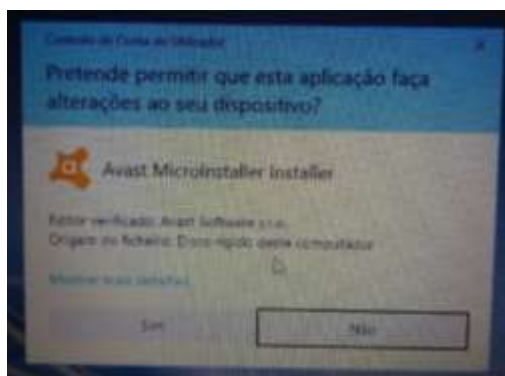 Controlo de Conta de Utilizador
Pretende permitir que esta aplicação faça
alterações ao seu dispositivo?
Avast MicroInstaller Installer
Editor verificado: Avast Software s.r.o.
Origem do ficheiro: Disco rígido deste computador
Mostrar mais detalhes
Sim
Não